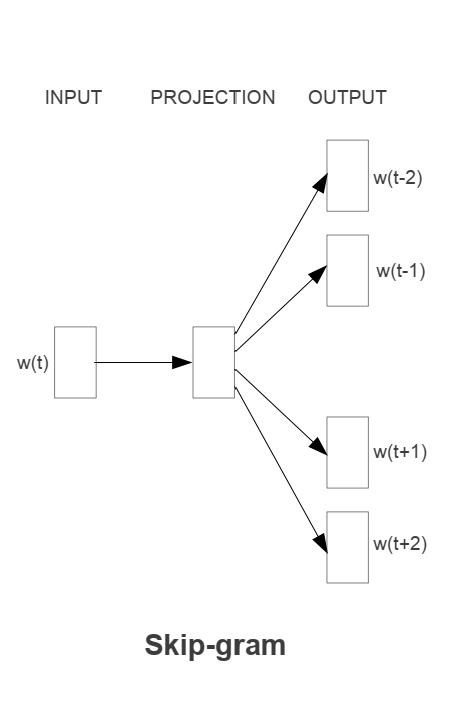 INPUT PROJECTION OUTPUT
w(t-2)
w(t-1)
w(t)
w(t+1)
w(t+2)
Skip-gram